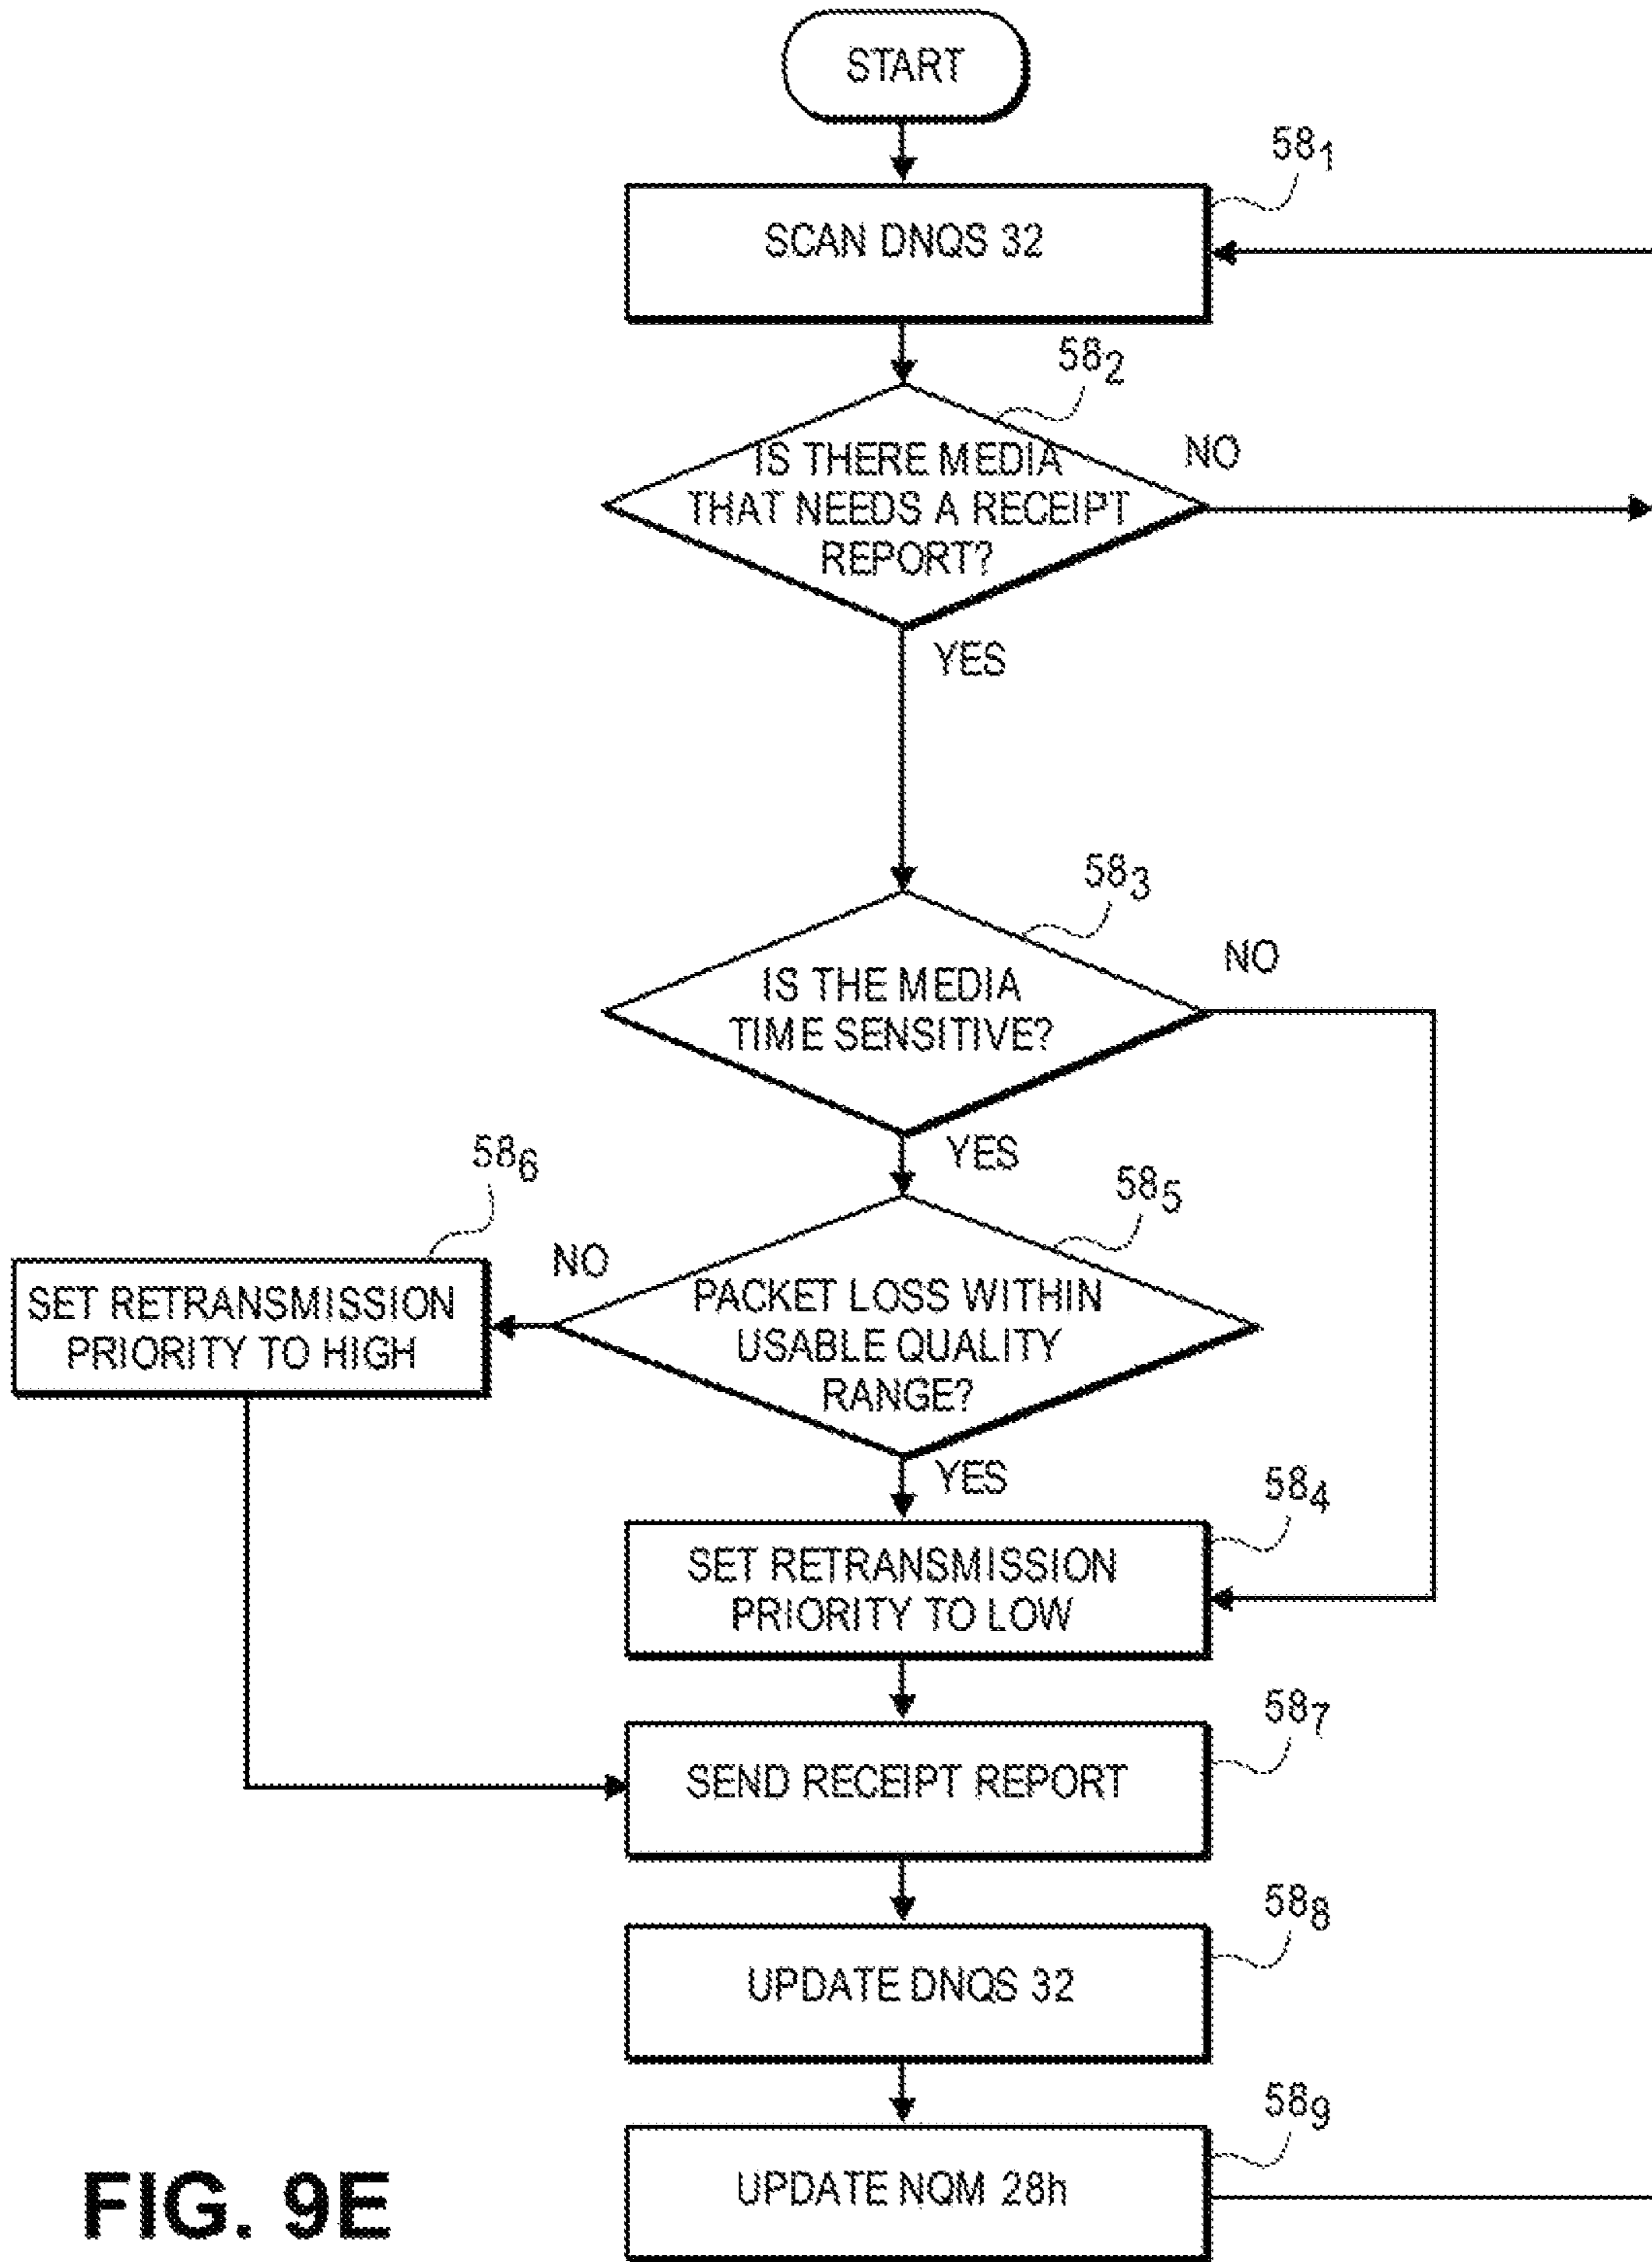 START
58₁
SCAN DNQS 32
58₂
IS THERE MEDIA
THAT NEEDS A RECEIPT
REPORT?
NO
YES
58₃
IS THE MEDIA
TIME SENSITIVE?
NO
YES
58₆
58₅
SET RETRANSMISSION
PRIORITY TO HIGH
NO
PACKET LOSS WITHIN
USABLE QUALITY
RANGE?
YES
58₄
SET RETRANSMISSION
PRIORITY TO LOW
58₇
SEND RECEIPT REPORT
58₈
UPDATE DNQS 32
58₉
UPDATE NQM 28h
FIG. 9E